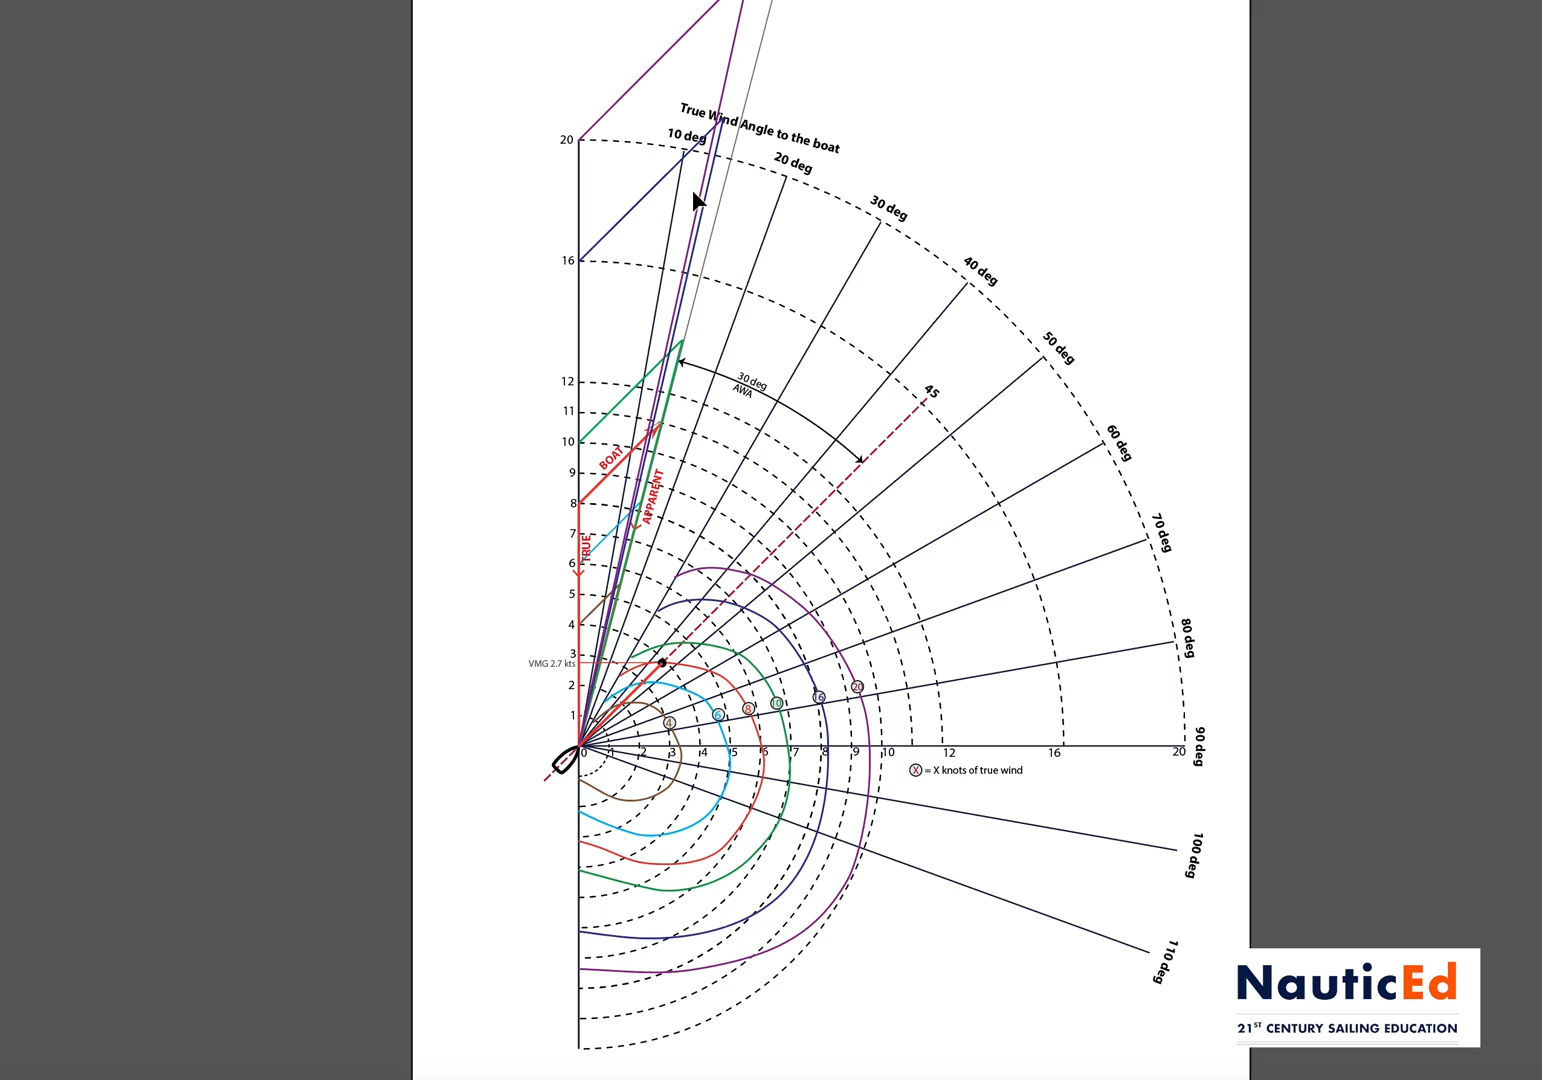 True Wind Angle to the boat
10 deg
20 deg
30 deg
40 deg
45
50 deg
60 deg
70 deg
80 deg
90 deg
100 deg
110 deg
20
16
12
11
10
9
8
7
6
5
4
3
2
1
30 deg
AWA
BOAT
APPARENT
TRUE
VMG 2.7 kts
4
6
8
10
16
20
0 1 2 3 4 5 6 7 8 9 10 12 16 20
X = X knots of true wind
NauticEd
21ST CENTURY SAILING EDUCATION